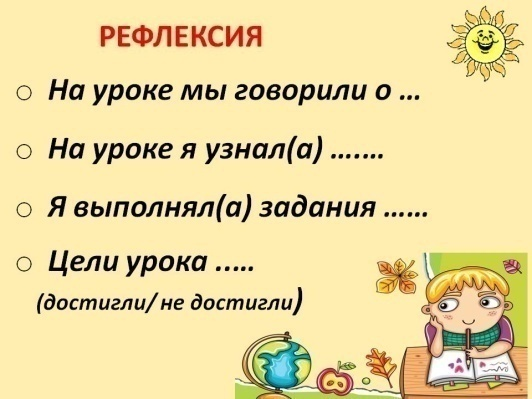 РЕФЛЕКСИЯ
о На уроке мы говорили о ...
о На уроке я узнал(а) .…...
о Я выполнял(а) задания ......
о Цели урока .....
(достигли/ не достигли)